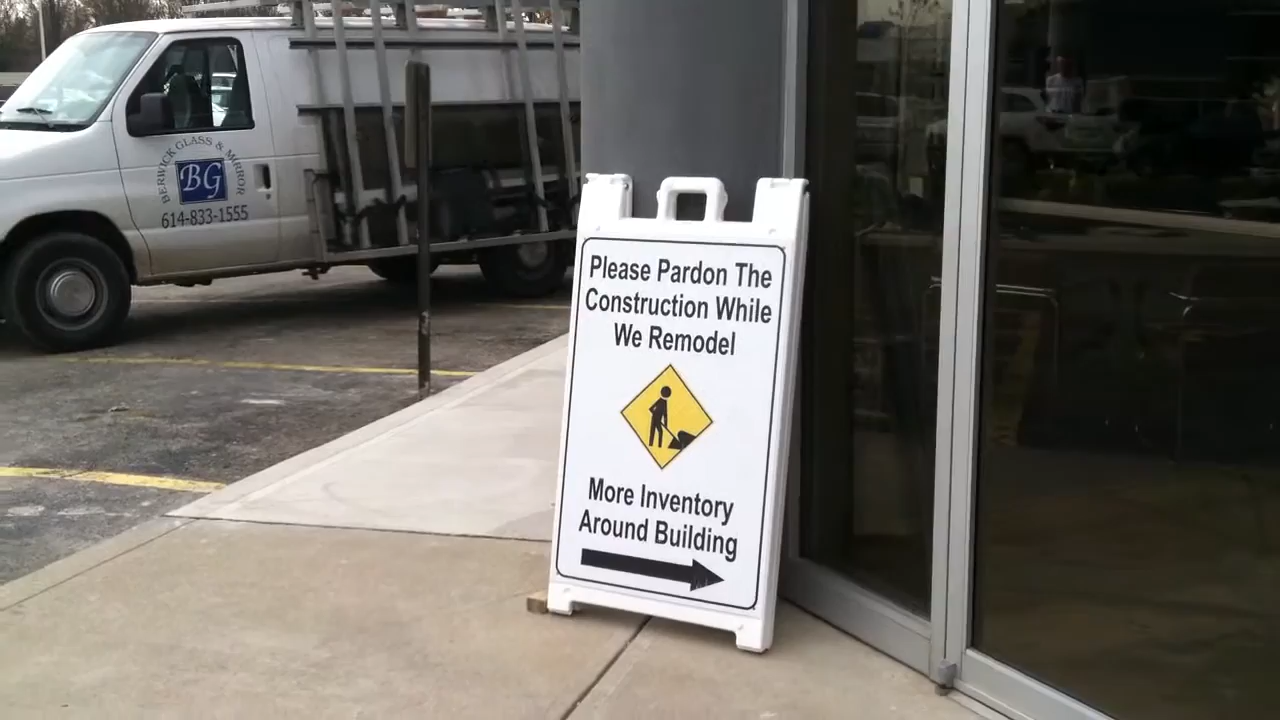 BERWICK GLASS & MIRROR
BG
614-833-1555
Please Pardon The
Construction While
We Remodel
More Inventory
Around Building